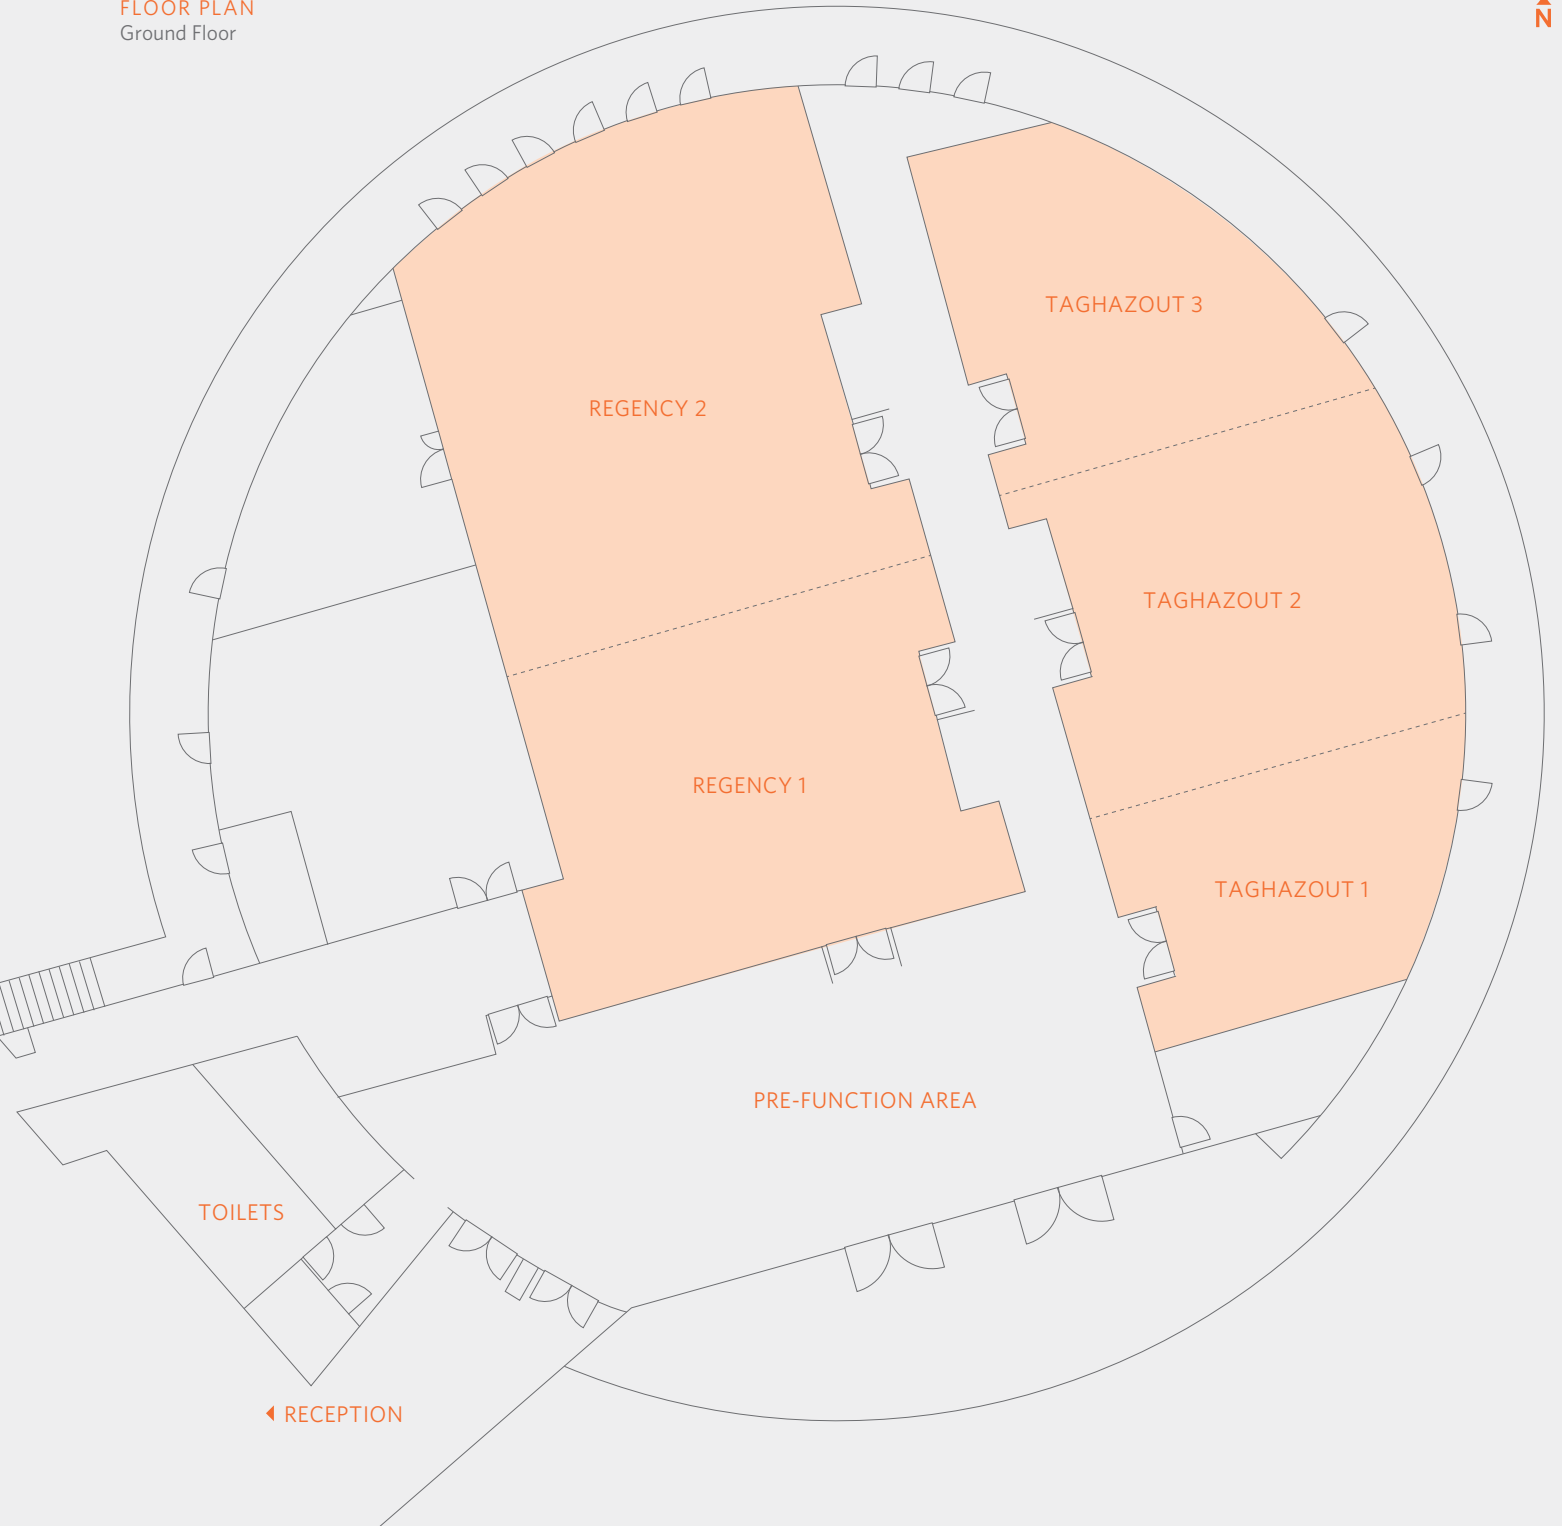 FLOOR PLAN
Ground Floor
N
TAGHAZOUT 3
REGENCY 2
TAGHAZOUT 2
REGENCY 1
TAGHAZOUT 1
PRE-FUNCTION AREA
TOILETS
RECEPTION